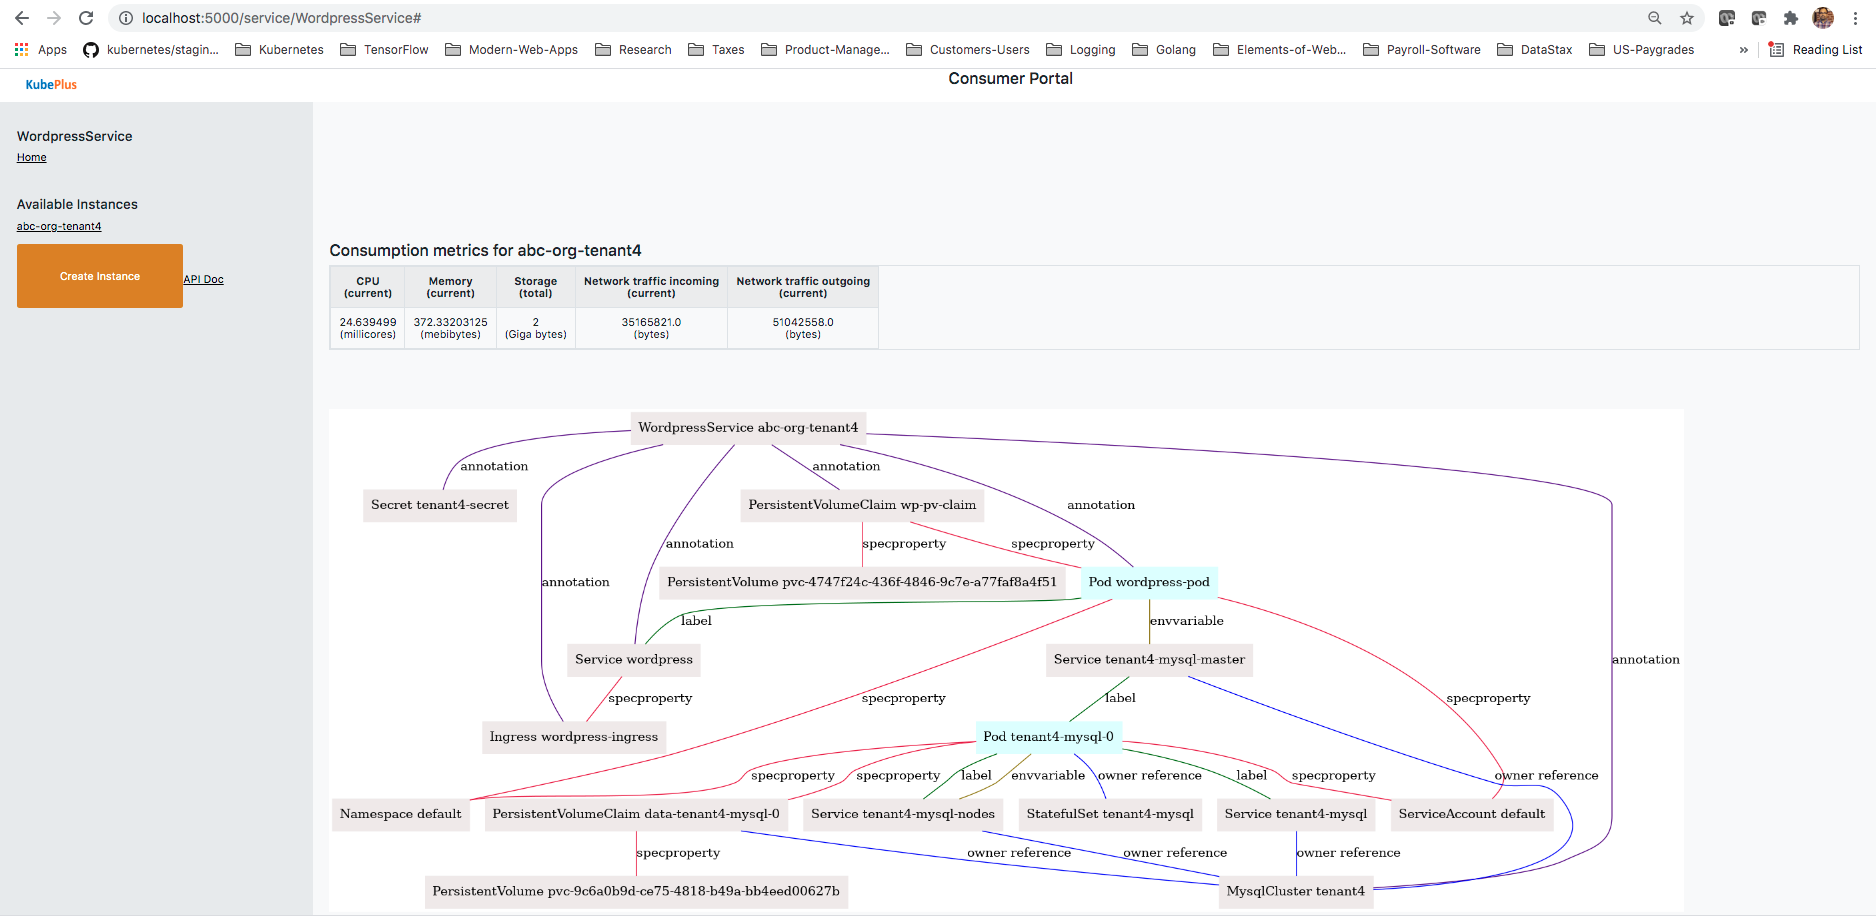 localhost:5000/service/WordpressService#
Apps kubernetes/stagin... Kubernetes TensorFlow Modern-Web-Apps Research Taxes Product-Manage... Customers-Users Logging Golang Elements-of-Web... Payroll-Software DataStax US-Paygrades » Reading List
KubePlus
Consumer Portal
WordpressService
Home
Available Instances
abc-org-tenant4
Create Instance
API Doc
Consumption metrics for abc-org-tenant4
CPU (current) Memory (current) Storage (total) Network traffic incoming (current) Network traffic outgoing (current)
24.639499 (millicores) 372.33203125 (mebibytes) 2 (Giga bytes) 35165821.0 (bytes) 51042558.0 (bytes)
WordpressService abc-org-tenant4
annotation annotation
Secret tenant4-secret PersistentVolumeClaim wp-pv-claim annotation
annotation specproperty specproperty
annotation PersistentVolume pvc-4747f24c-436f-4846-9c7e-a77faf8a4f51 Pod wordpress-pod
label envvariable
Service wordpress Service tenant4-mysql-master annotation
specproperty specproperty label specproperty
Ingress wordpress-ingress Pod tenant4-mysql-0
specproperty specproperty label envvariable owner reference label specproperty owner reference
Namespace default PersistentVolumeClaim data-tenant4-mysql-0 Service tenant4-mysql-nodes StatefulSet tenant4-mysql Service tenant4-mysql ServiceAccount default
specproperty owner reference owner reference owner reference
PersistentVolume pvc-9c6a0b9d-ce75-4818-b49a-bb4eed00627b MysqlCluster tenant4